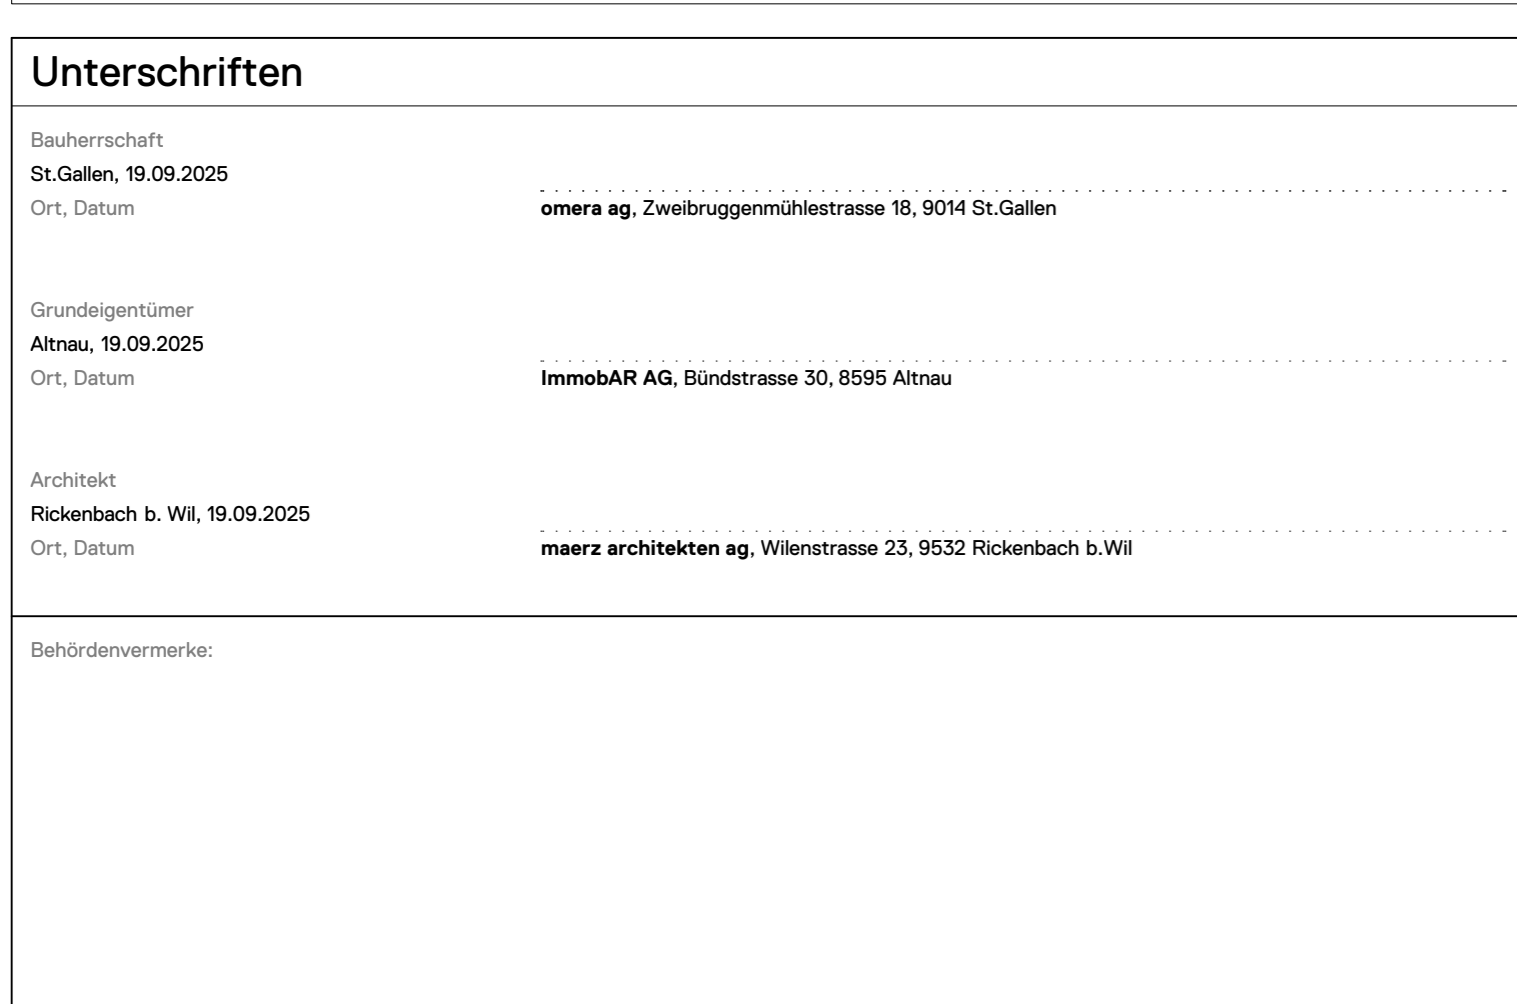 Unterschriften
Bauherrschaft
St.Gallen, 19.09.2025
Ort, Datum
omera ag, Zweibruggenmühlestrasse 18, 9014 St.Gallen
Grundeigentümer
Altnau, 19.09.2025
Ort, Datum
ImmobAR AG, Bündstrasse 30, 8595 Altnau
Architekt
Rickenbach b. Wil, 19.09.2025
Ort, Datum
maerz architekten ag, Wilenstrasse 23, 9532 Rickenbach b.Wil
Behördenvermerke: